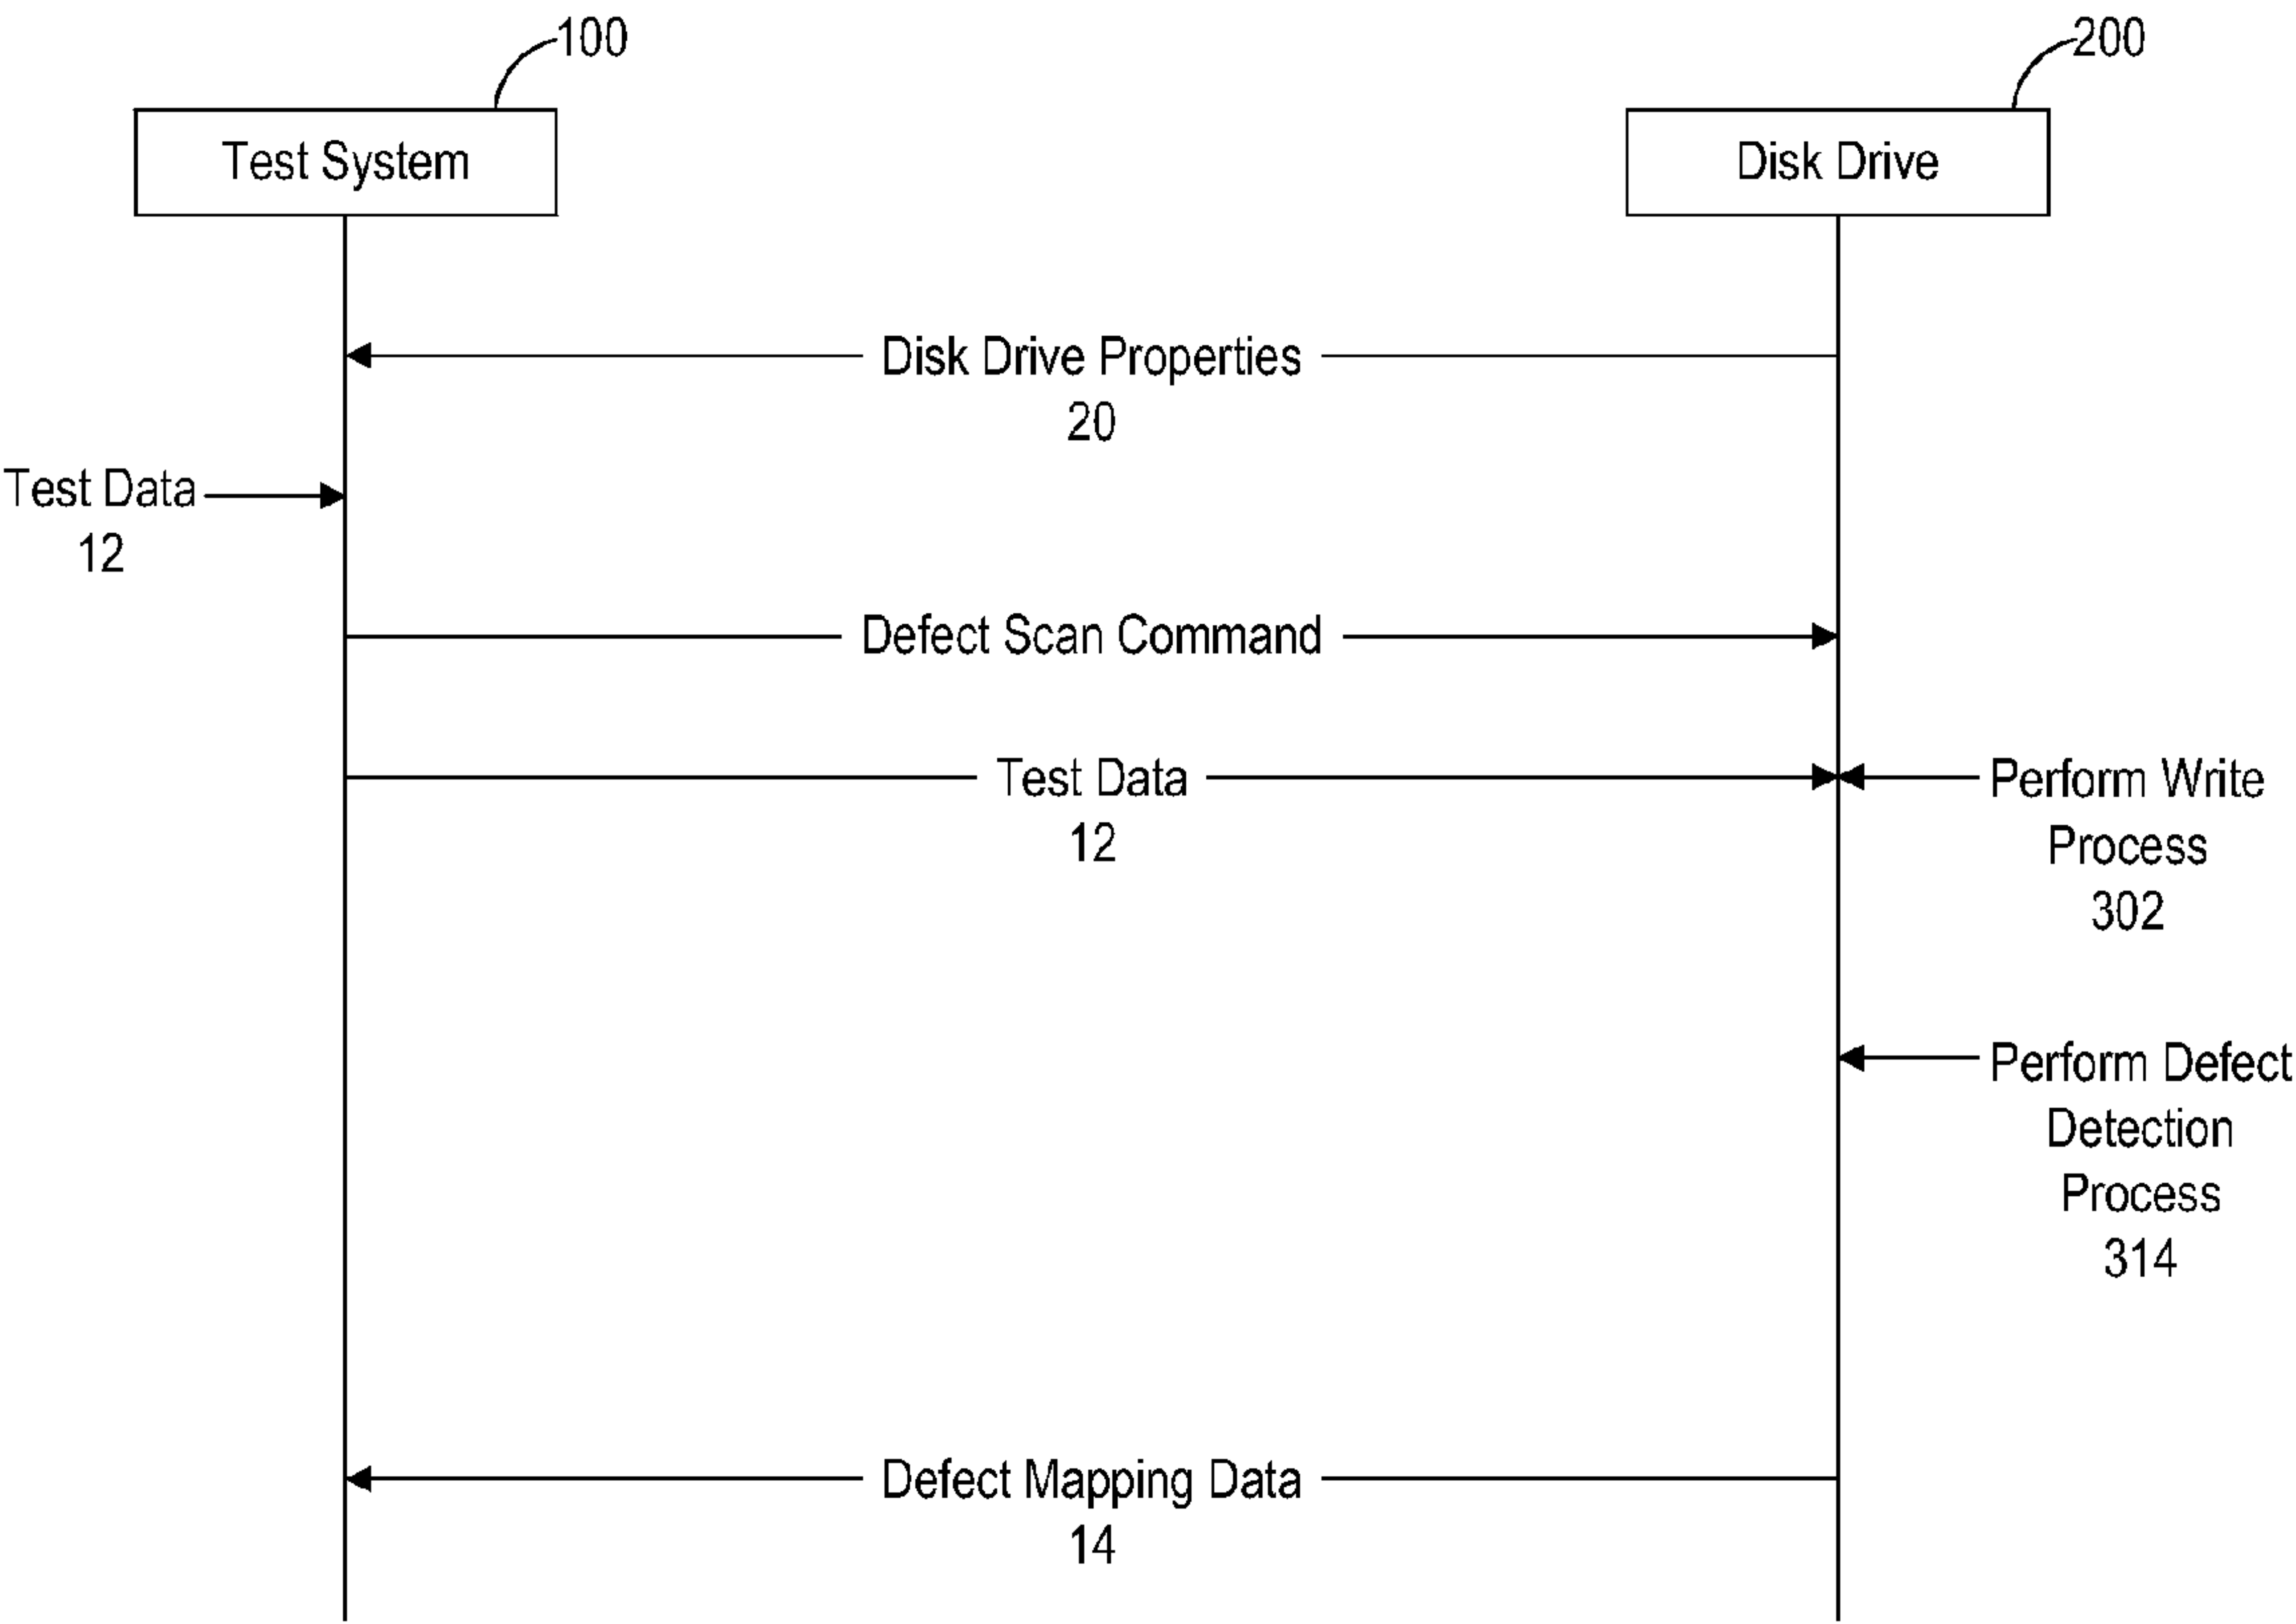 100
200
Test System
Disk Drive
Disk Drive Properties
20
Test Data
12
Defect Scan Command
Test Data
12
Perform Write
Process
302
Perform Defect
Detection
Process
314
Defect Mapping Data
14